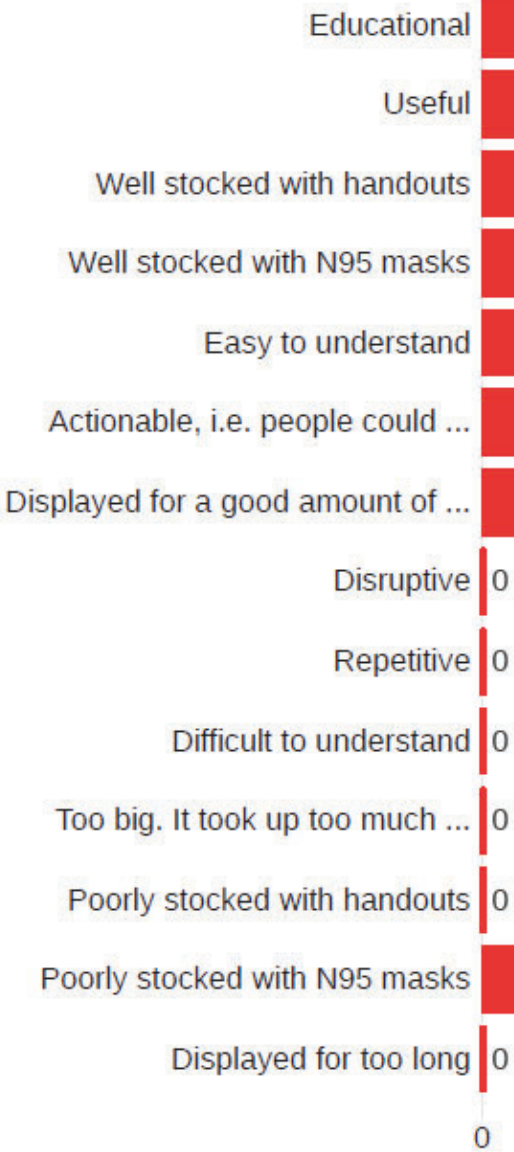 Educational
Useful
Well stocked with handouts
Well stocked with N95 masks
Easy to understand
Actionable, i.e. people could ...
Displayed for a good amount of ...
Disruptive 0
Repetitive 0
Difficult to understand 0
Too big. It took up too much ... 0
Poorly stocked with handouts 0
Poorly stocked with N95 masks
Displayed for too long 0
0